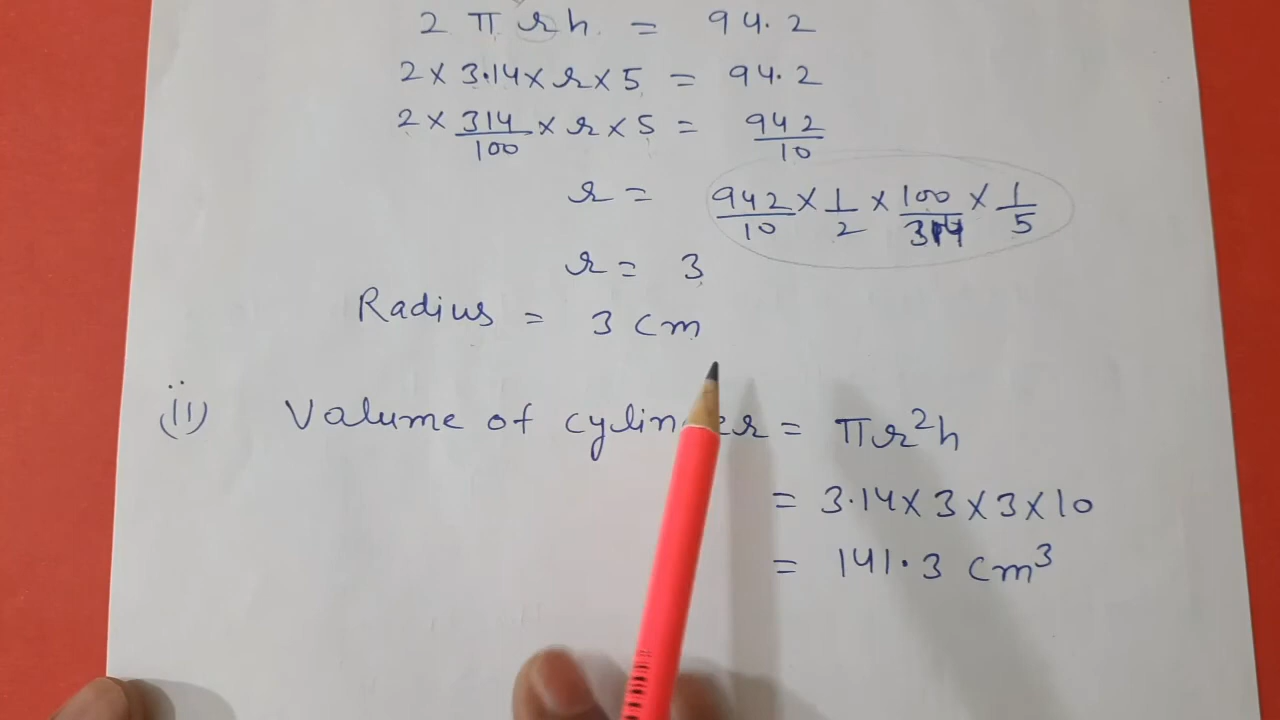 2 π r h = 94.2
2 × 3.14 × r × 5 = 94.2
2 × 314/100 × r × 5 = 942/10
r = 942/10 × 1/2 × 100/314 × 1/5
r = 3
Radius = 3 cm
(ii) Valume of cylinder = πr²h
= 3.14 × 3 × 3 × 10
= 141.3 cm³